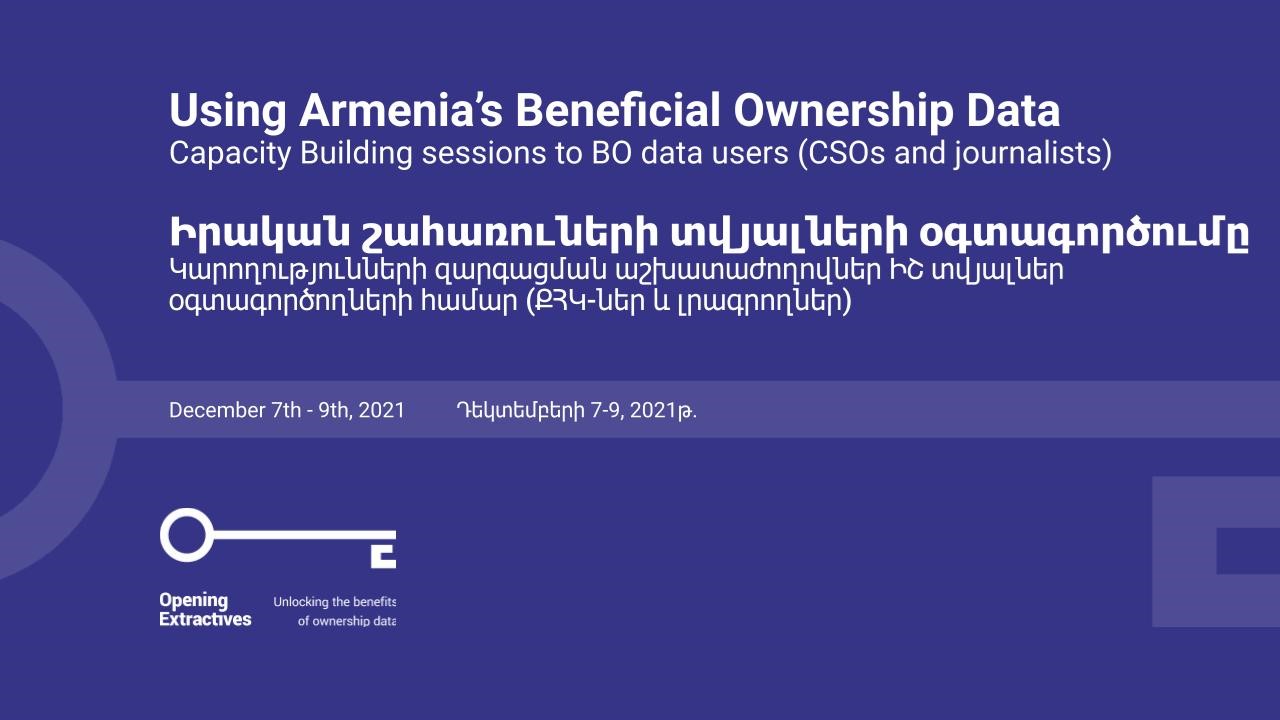 Using Armenia’s Beneficial Ownership Data
Capacity Building sessions to BO data users (CSOs and journalists)
Իրական շահառուների տվյալների օգտագործումը
Կարողությունների զարգացման աշխատաժողովներ ԻՇ տվյալներ
օգտագործողների համար (ՔՀԿ-ներ և լրագրողներ)
December 7th - 9th, 2021 Դեկտեմբերի 7-9, 2021թ.
Opening
Extractives
Unlocking the benefits
of ownership data